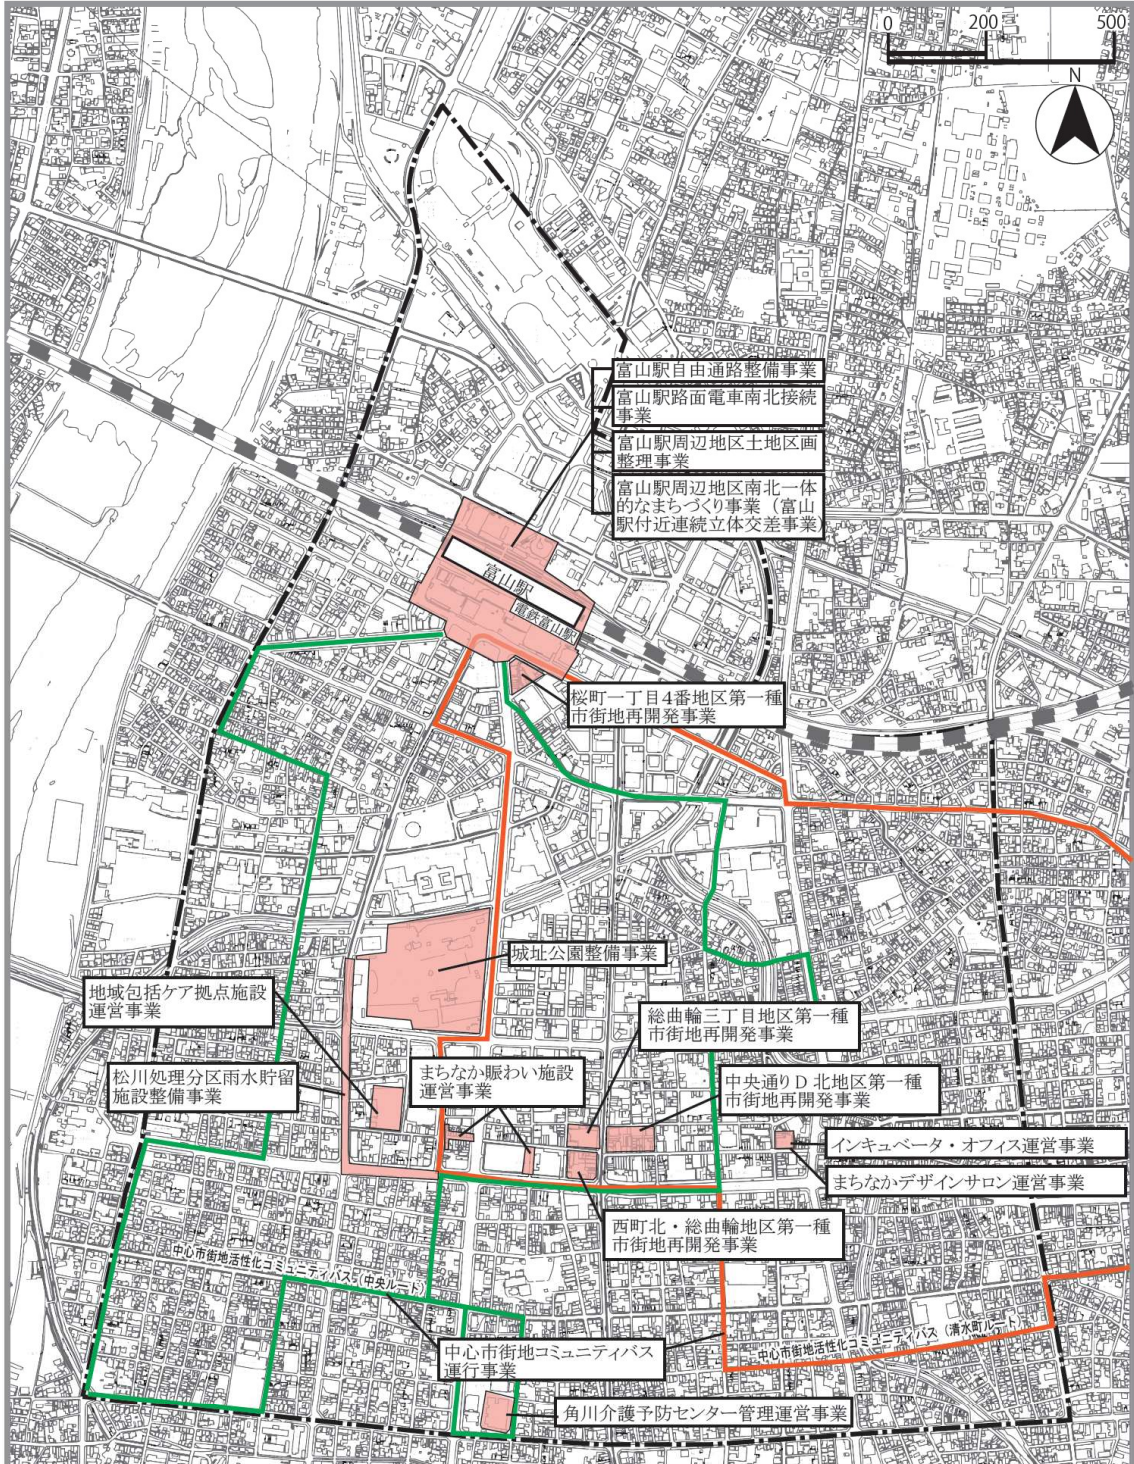 0 200 500
N
富山駅自由通路整備事業
富山駅路面電車南北接続
事業
富山駅周辺地区土地区画
整理事業
富山駅周辺地区南北一体
的なまちづくり事業（富山
駅付近連続立体交差事業）
富山駅
電鉄富山駅
桜町一丁目4番地区第一種
市街地再開発事業
城址公園整備事業
地域包括ケア拠点施設
運営事業
総曲輪三丁目地区第一種
市街地再開発事業
松川処理分区雨水貯留
施設整備事業
まちなか賑わい施設
運営事業
中央通りD北地区第一種
市街地再開発事業
インキュベータ・オフィス運営事業
まちなかデザインサロン運営事業
西町北・総曲輪地区第一種
市街地再開発事業
中心市街地活性化コミュニティバス（中央ルート）
中心市街地コミュニティバス
運行事業
中心市街地活性化コミュニティバス（清水町ルート）
角川介護予防センター管理運営事業